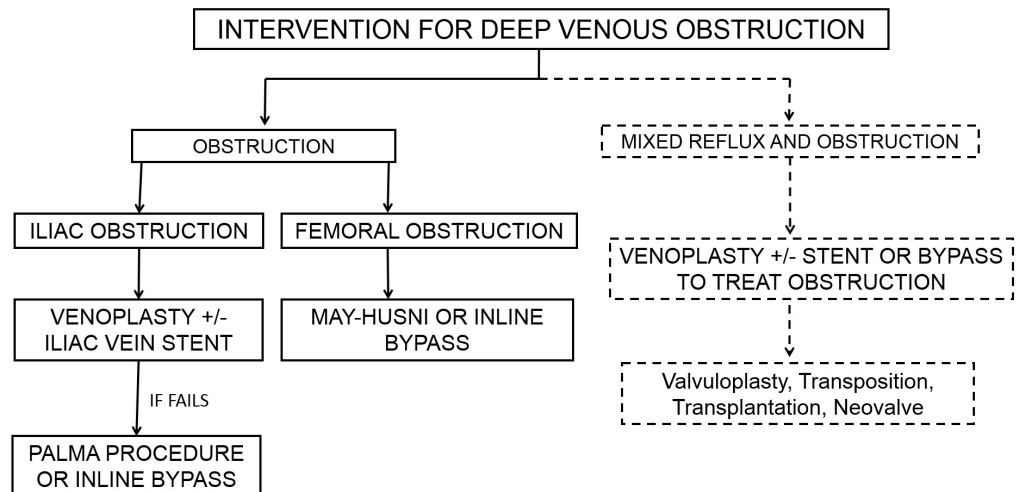 INTERVENTION FOR DEEP VENOUS OBSTRUCTION
OBSTRUCTION
MIXED REFLUX AND OBSTRUCTION
ILIAC OBSTRUCTION
FEMORAL OBSTRUCTION
VENOPLASTY +/- STENT OR BYPASS
TO TREAT OBSTRUCTION
VENOPLASTY +/-
ILIAC VEIN STENT
MAY-HUSNI OR INLINE
BYPASS
Valvuloplasty, Transposition,
Transplantation, Neovalve
IF FAILS
PALMA PROCEDURE
OR INLINE BYPASS